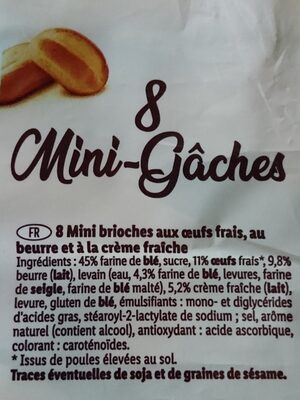 8
Mini-Gâches
FR 8 Mini brioches aux œufs frais, au
beurre et à la crème fraîche
Ingrédients : 45% farine de blé, sucre, 11% œufs frais*, 9,8%
beurre (lait), levain (eau, 4,3% farine de blé, levures, farine
de seigle, farine de blé malté), 5,2% crème fraîche (lait),
levure, gluten de blé, émulsifiants : mono- et diglycérides
d'acides gras, stéaroyl-2-lactylate de sodium ; sel, arôme
naturel (contient alcool), antioxydant : acide ascorbique,
colorant : caroténoïdes.
* Issus de poules élevées au sol.
Traces éventuelles de soja et de graines de sésame.